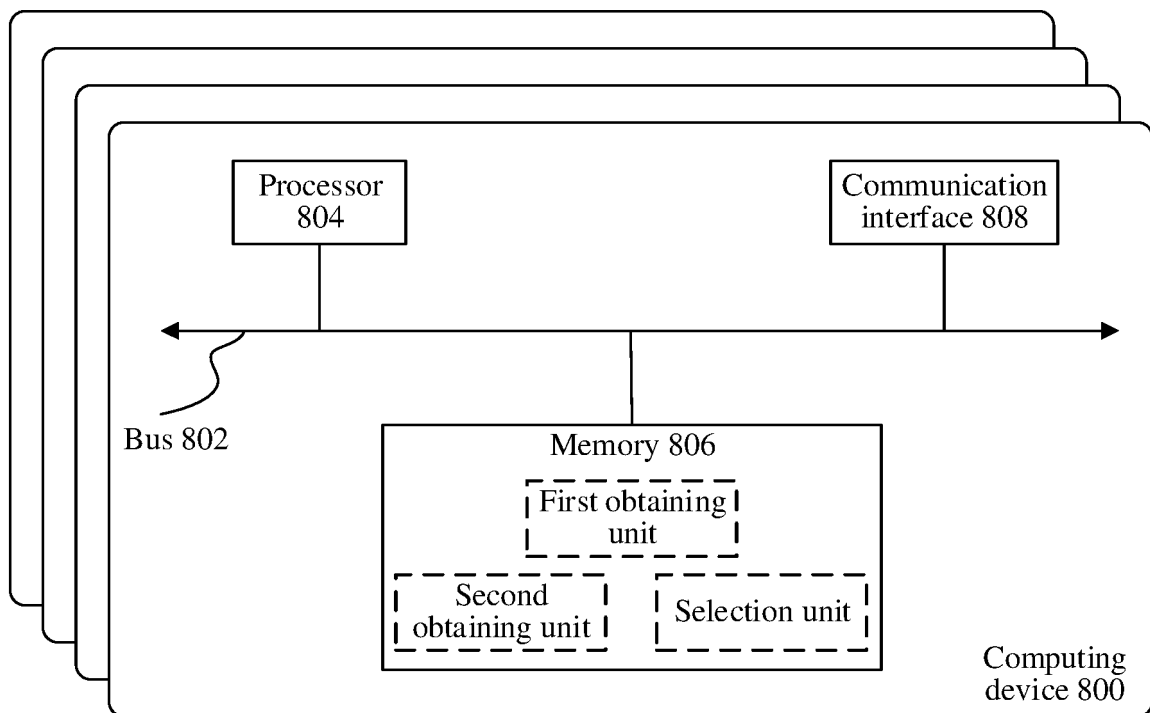 Processor
804
Communication
interface 808
Bus 802
Memory 806
First obtaining
unit
Second
obtaining unit
Selection unit
Computing
device 800